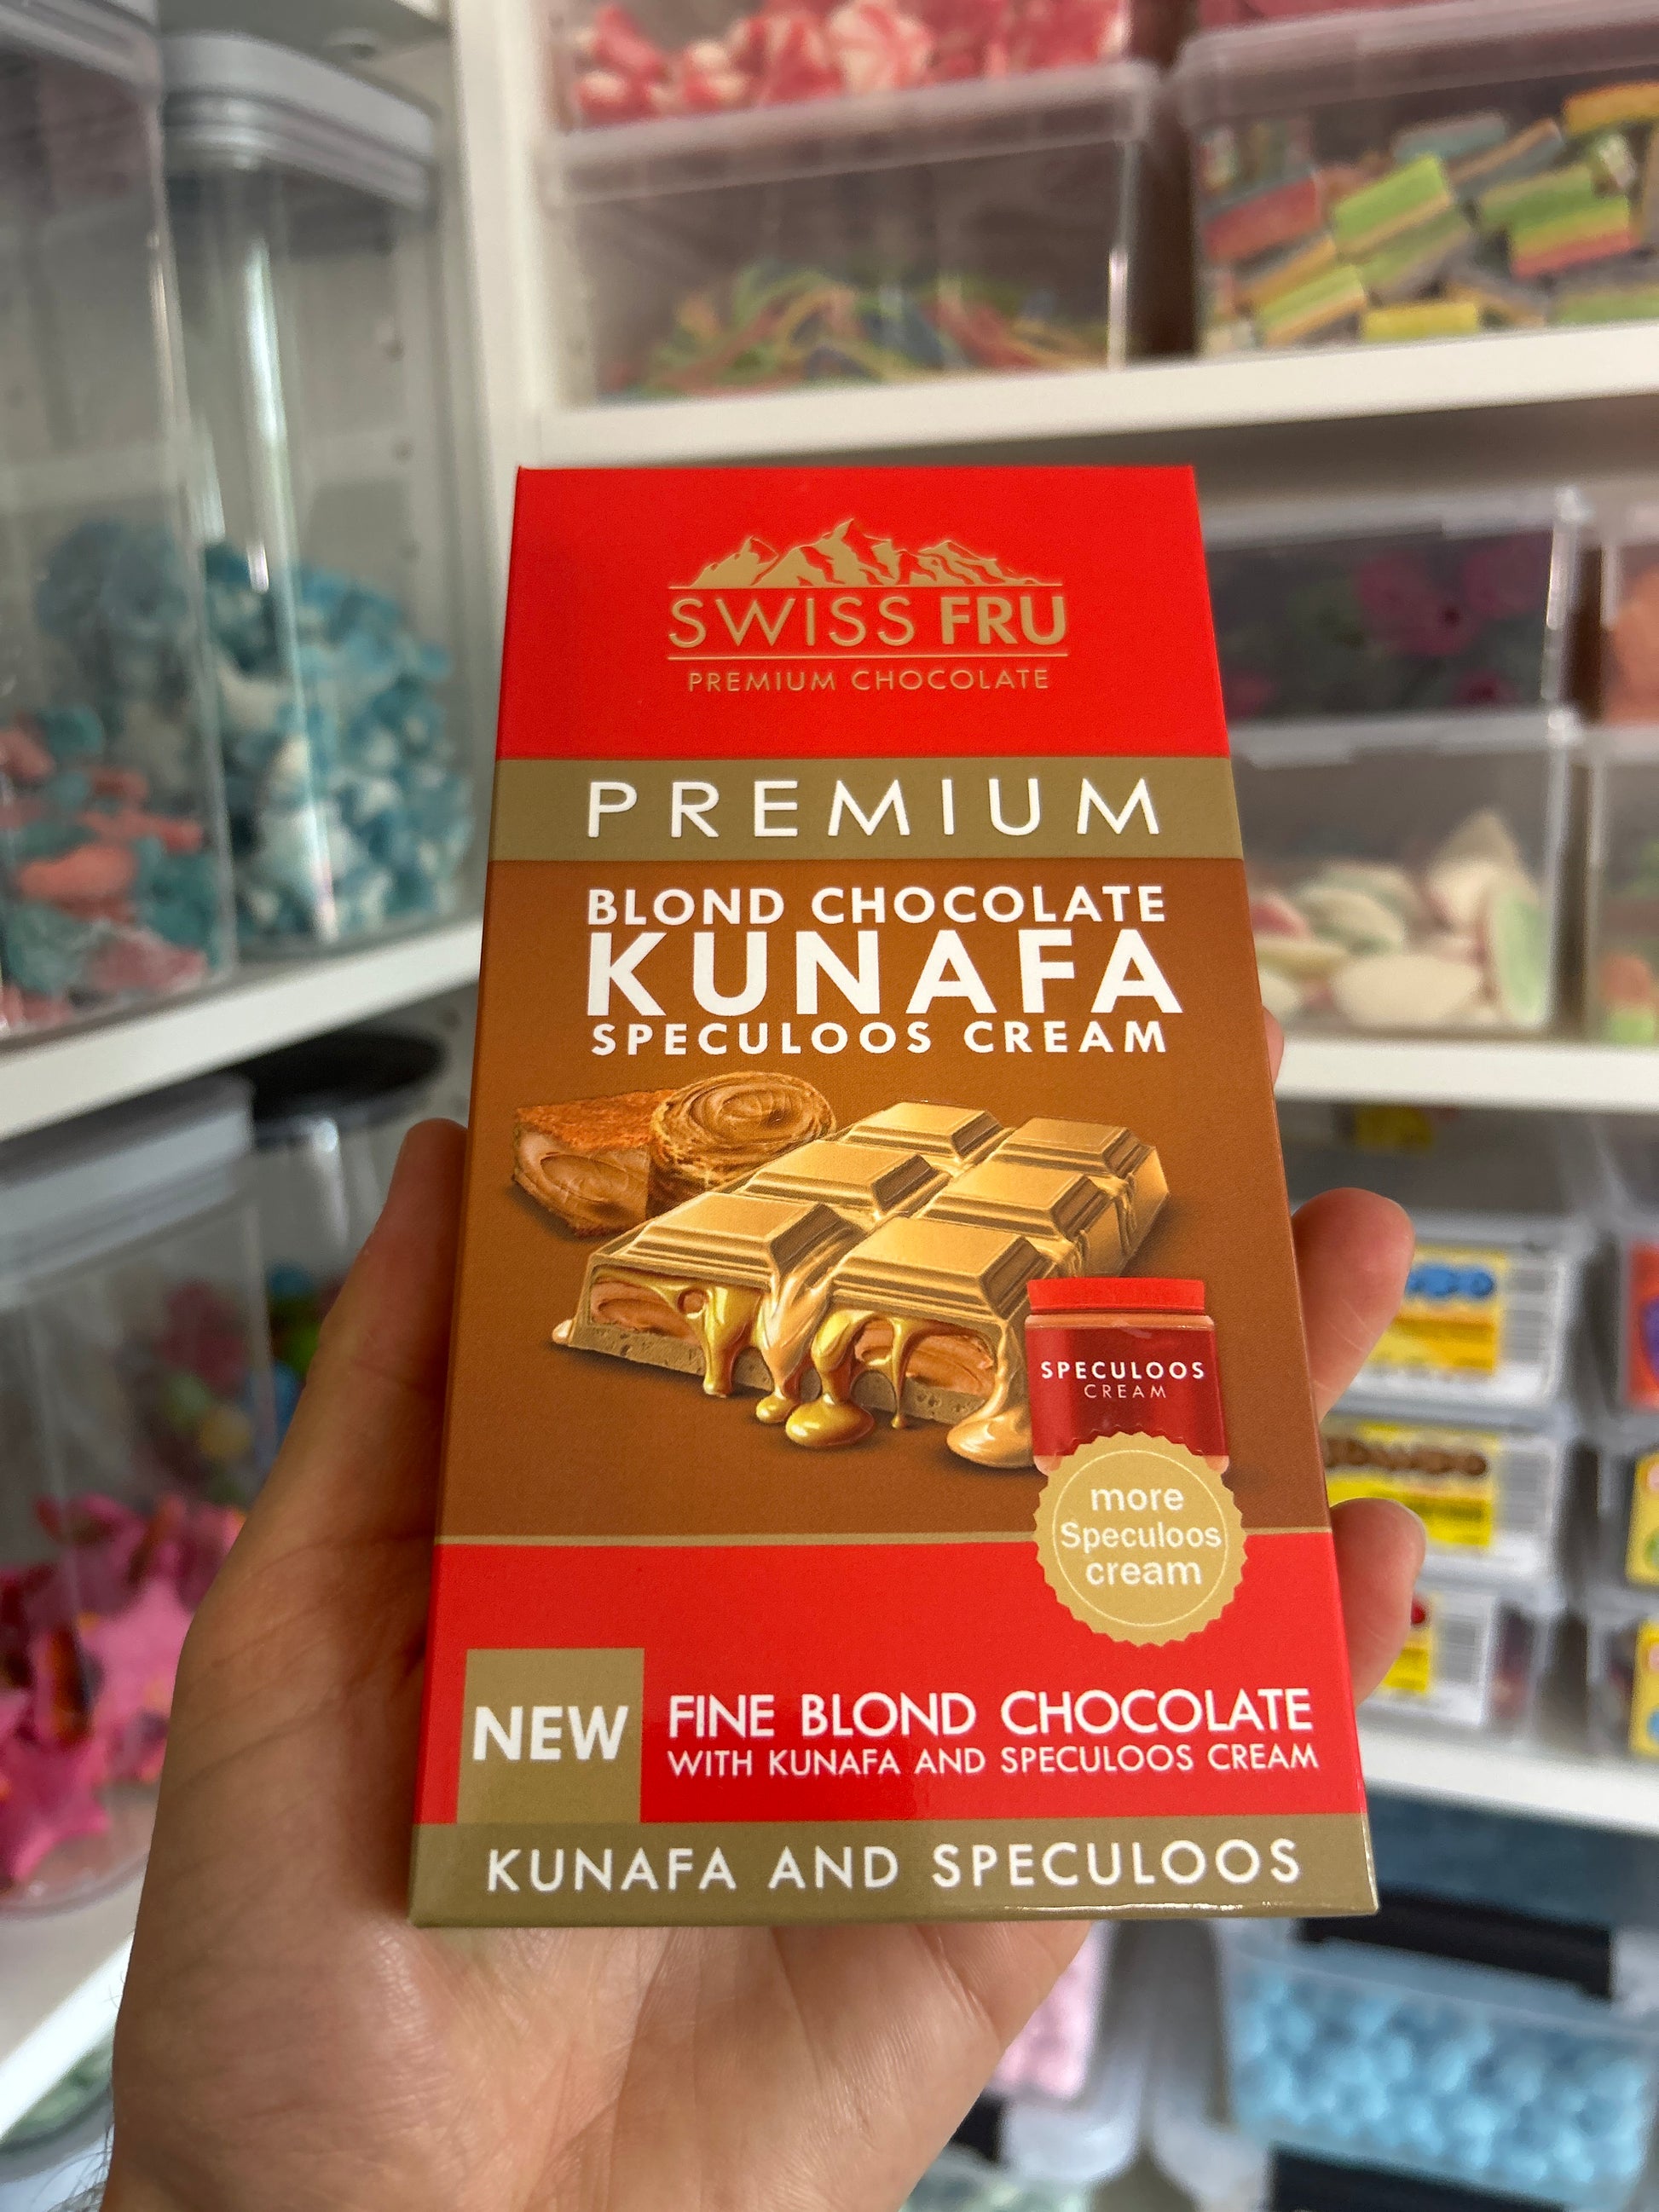 SWISS FRU
PREMIUM CHOCOLATE
PREMIUM
BLOND CHOCOLATE
KUNAFA
SPECULOOS CREAM
SPECULOOS
CREAM
more
Speculoos
cream
NEW
FINE BLOND CHOCOLATE
WITH KUNAFA AND SPECULOOS CREAM
KUNAFA AND SPECULOOS